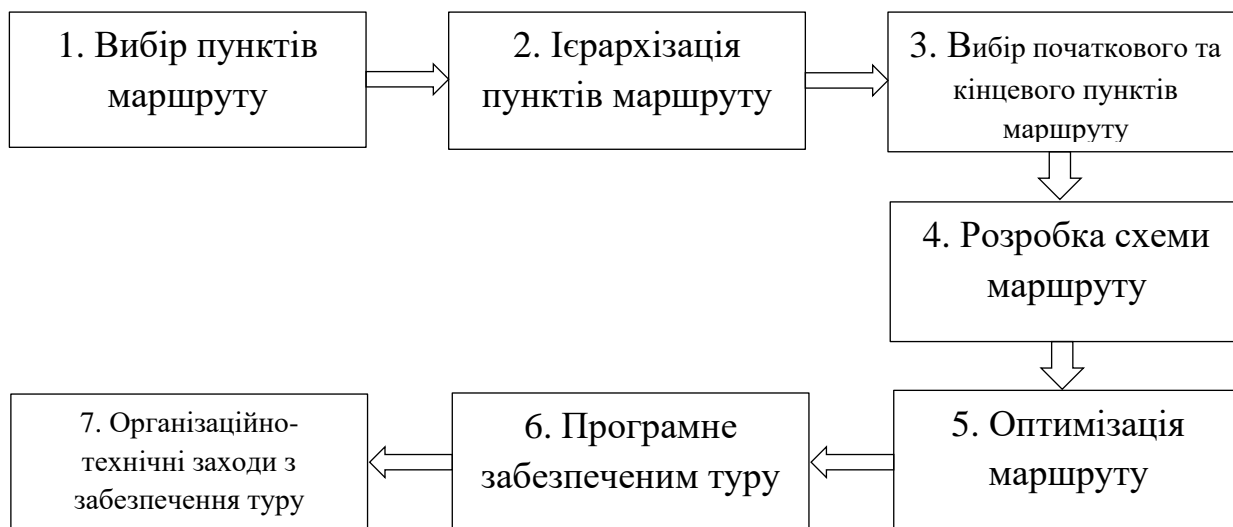 1. Вибір пунктів
маршруту
2. Ієрархізація
пунктів маршруту
3. Вибір початкового та
кінцевого пунктів
маршруту
4. Розробка схеми
маршруту
5. Оптимізація
маршруту
6. Програмне
забезпеченим туру
7. Організаційно-
технічні заходи з
забезпечення туру